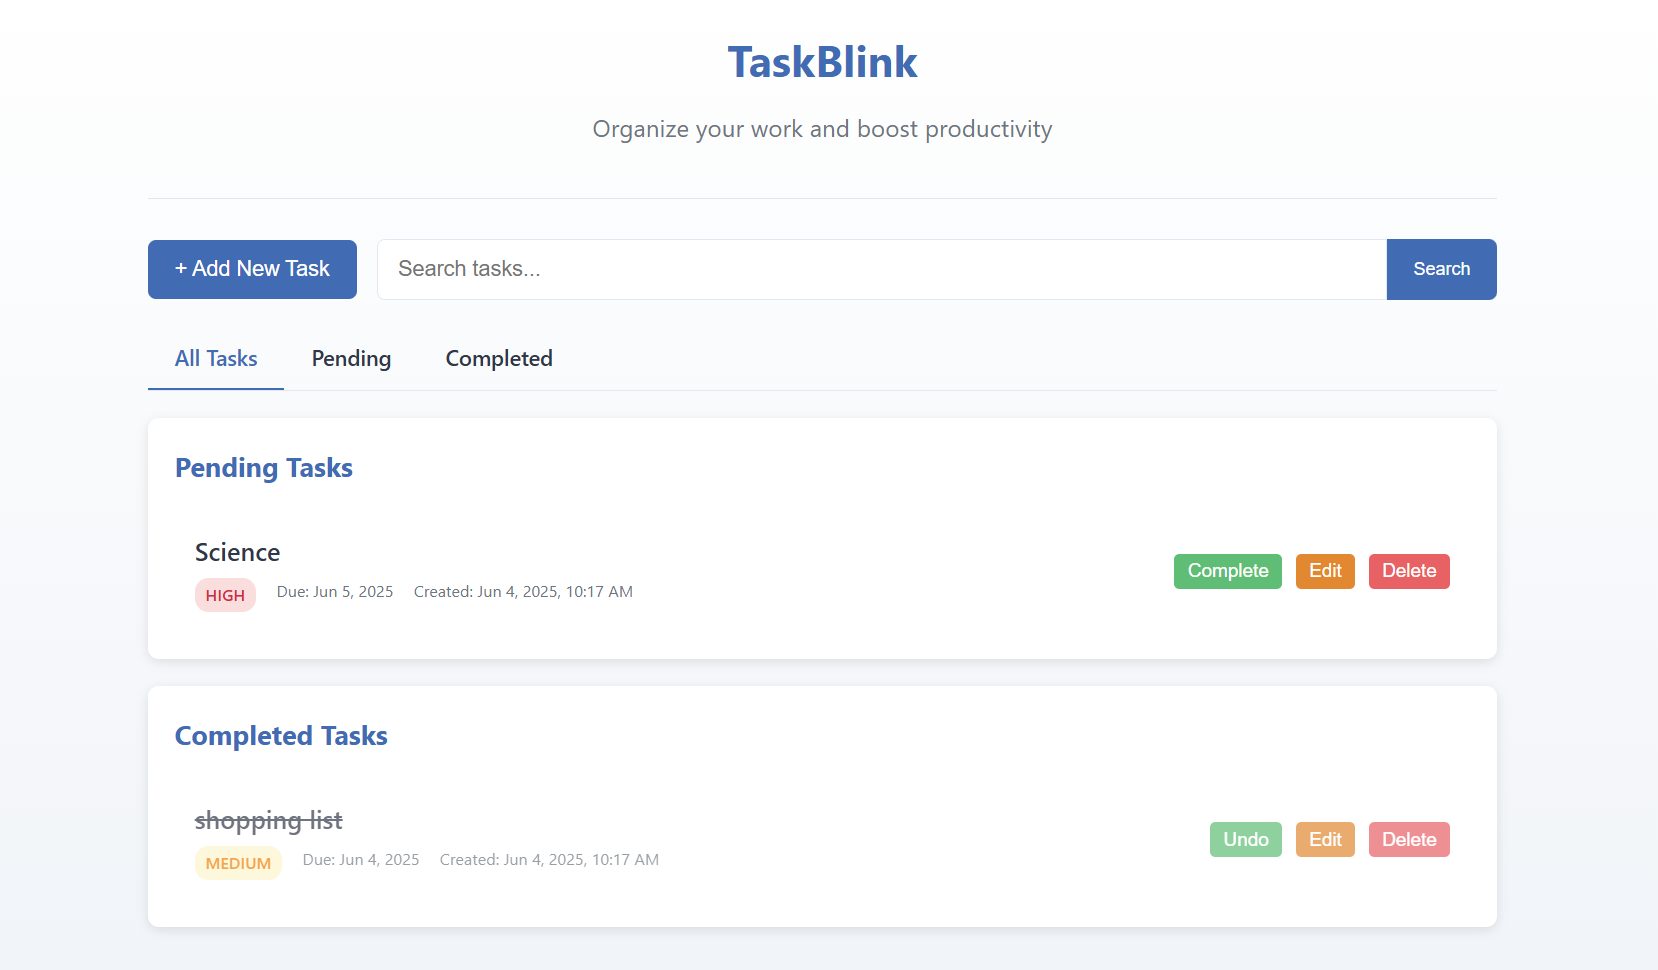 TaskBlink
Organize your work and boost productivity
+ Add New Task
Search tasks...
Search
All Tasks
Pending
Completed
Pending Tasks
Science
HIGH
Due: Jun 5, 2025
Created: Jun 4, 2025, 10:17 AM
Complete
Edit
Delete
Completed Tasks
shopping list
MEDIUM
Due: Jun 4, 2025
Created: Jun 4, 2025, 10:17 AM
Undo
Edit
Delete